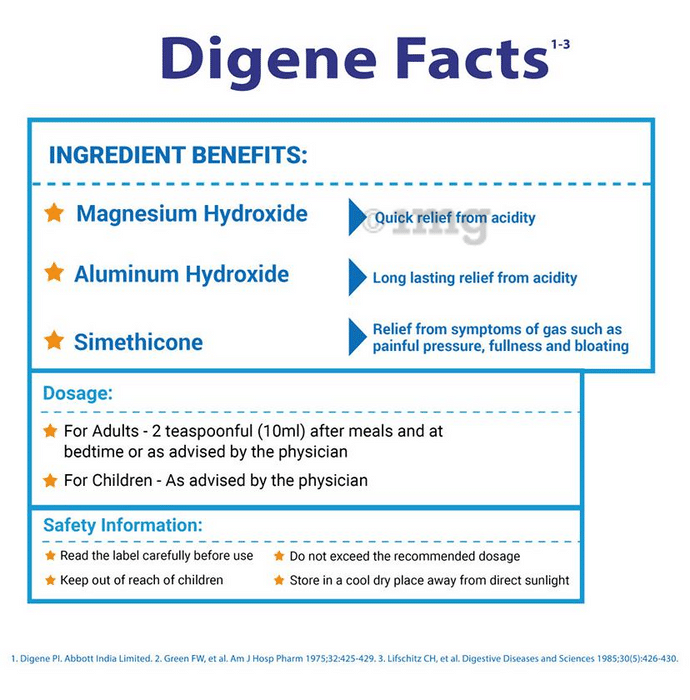 Digene Facts1-3
INGREDIENT BENEFITS:
Magnesium Hydroxide
Quick relief from acidity
©1mg
Aluminum Hydroxide
Long lasting relief from acidity
Simethicone
Relief from symptoms of gas such as
painful pressure, fullness and bloating
Dosage:
For Adults - 2 teaspoonful (10ml) after meals and at
bedtime or as advised by the physician
For Children - As advised by the physician
Safety Information:
Read the label carefully before use
Do not exceed the recommended dosage
Keep out of reach of children
Store in a cool dry place away from direct sunlight
1. Digene PI. Abbott India Limited. 2. Green FW, et al. Am J Hosp Pharm 1975;32:425-429. 3. Lifschitz CH, et al. Digestive Diseases and Sciences 1985;30(5):426-430.